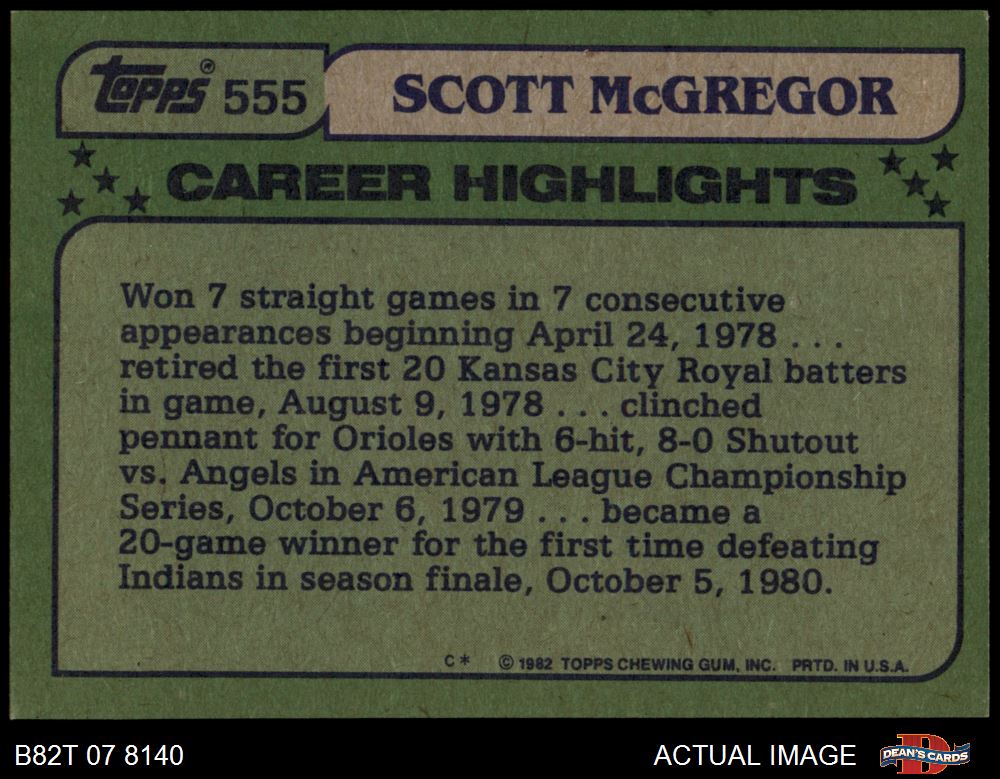 Topps® 555 SCOTT McGREGOR
CAREER HIGHLIGHTS
Won 7 straight games in 7 consecutive
appearances beginning April 24, 1978 . . .
retired the first 20 Kansas City Royal batters
in game, August 9, 1978 . . . clinched
pennant for Orioles with 6-hit, 8-0 Shutout
vs. Angels in American League Championship
Series, October 6, 1979 . . . became a
20-game winner for the first time defeating
Indians in season finale, October 5, 1980.
C* © 1982 TOPPS CHEWING GUM, INC. PRTD. IN U.S.A.
B82T 07 8140 ACTUAL IMAGE D DEAN'S CARDS